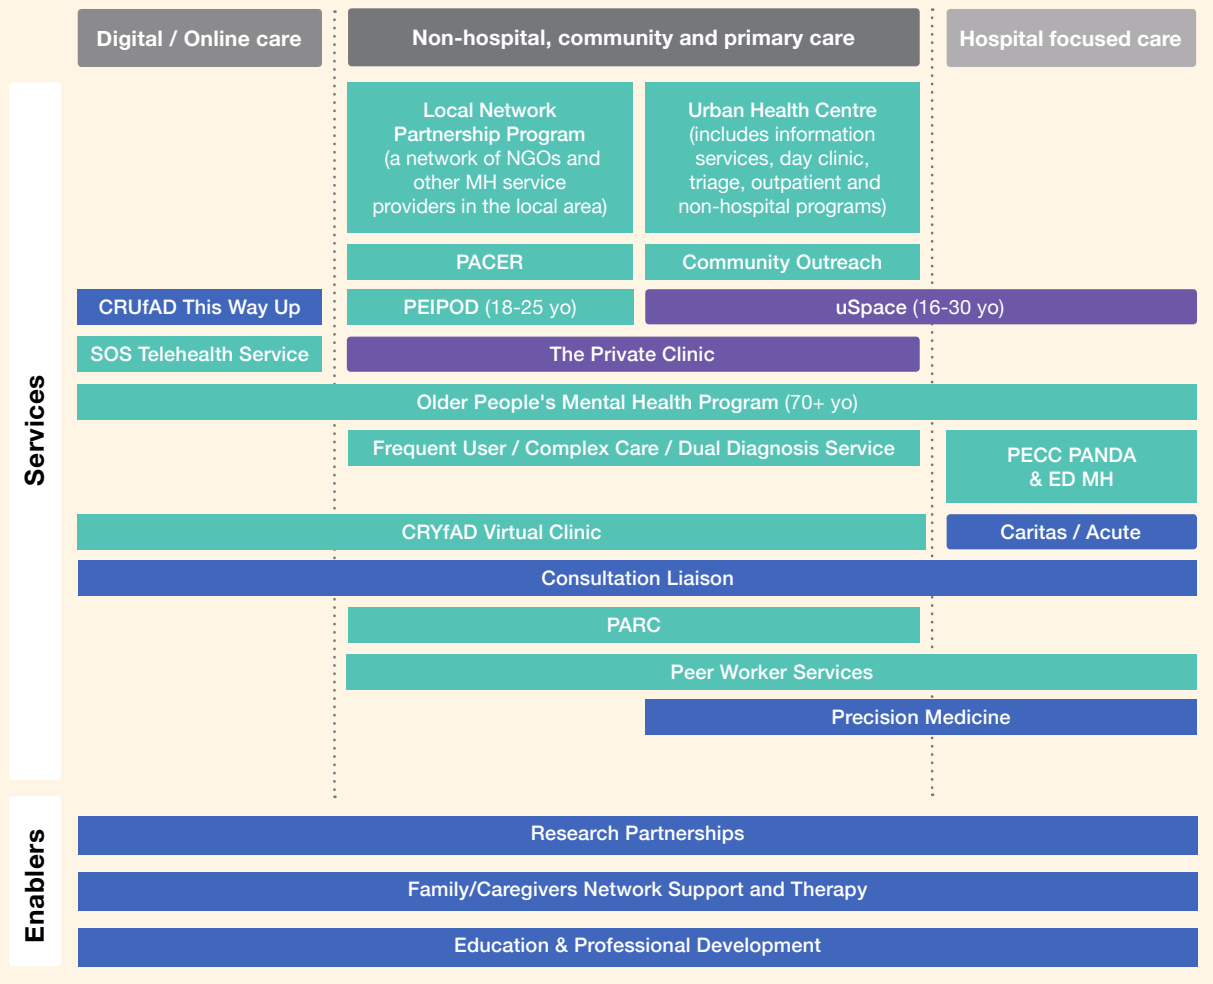 Digital / Online care
Non-hospital, community and primary care
Hospital focused care
Services
Local Network
Partnership Program
(a network of NGOs and
other MH service
providers in the local area)
Urban Health Centre
(includes information
services, day clinic,
triage, outpatient and
non-hospital programs)
PACER
Community Outreach
CRUfAD This Way Up
PEIPOD (18-25 yo)
uSpace (16-30 yo)
SOS Telehealth Service
The Private Clinic
Older People's Mental Health Program (70+ yo)
Frequent User / Complex Care / Dual Diagnosis Service
PECC PANDA
& ED MH
CRYfAD Virtual Clinic
Caritas / Acute
Consultation Liaison
PARC
Peer Worker Services
Precision Medicine
Enablers
Research Partnerships
Family/Caregivers Network Support and Therapy
Education & Professional Development